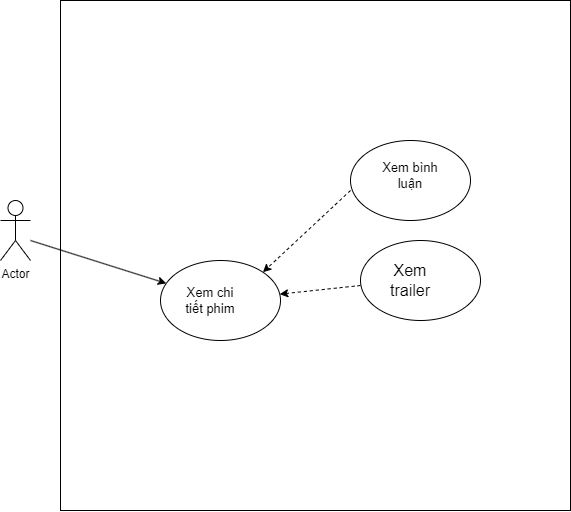 Xem bình
luận
Xem
trailer
Actor
Xem chi
tiết phim